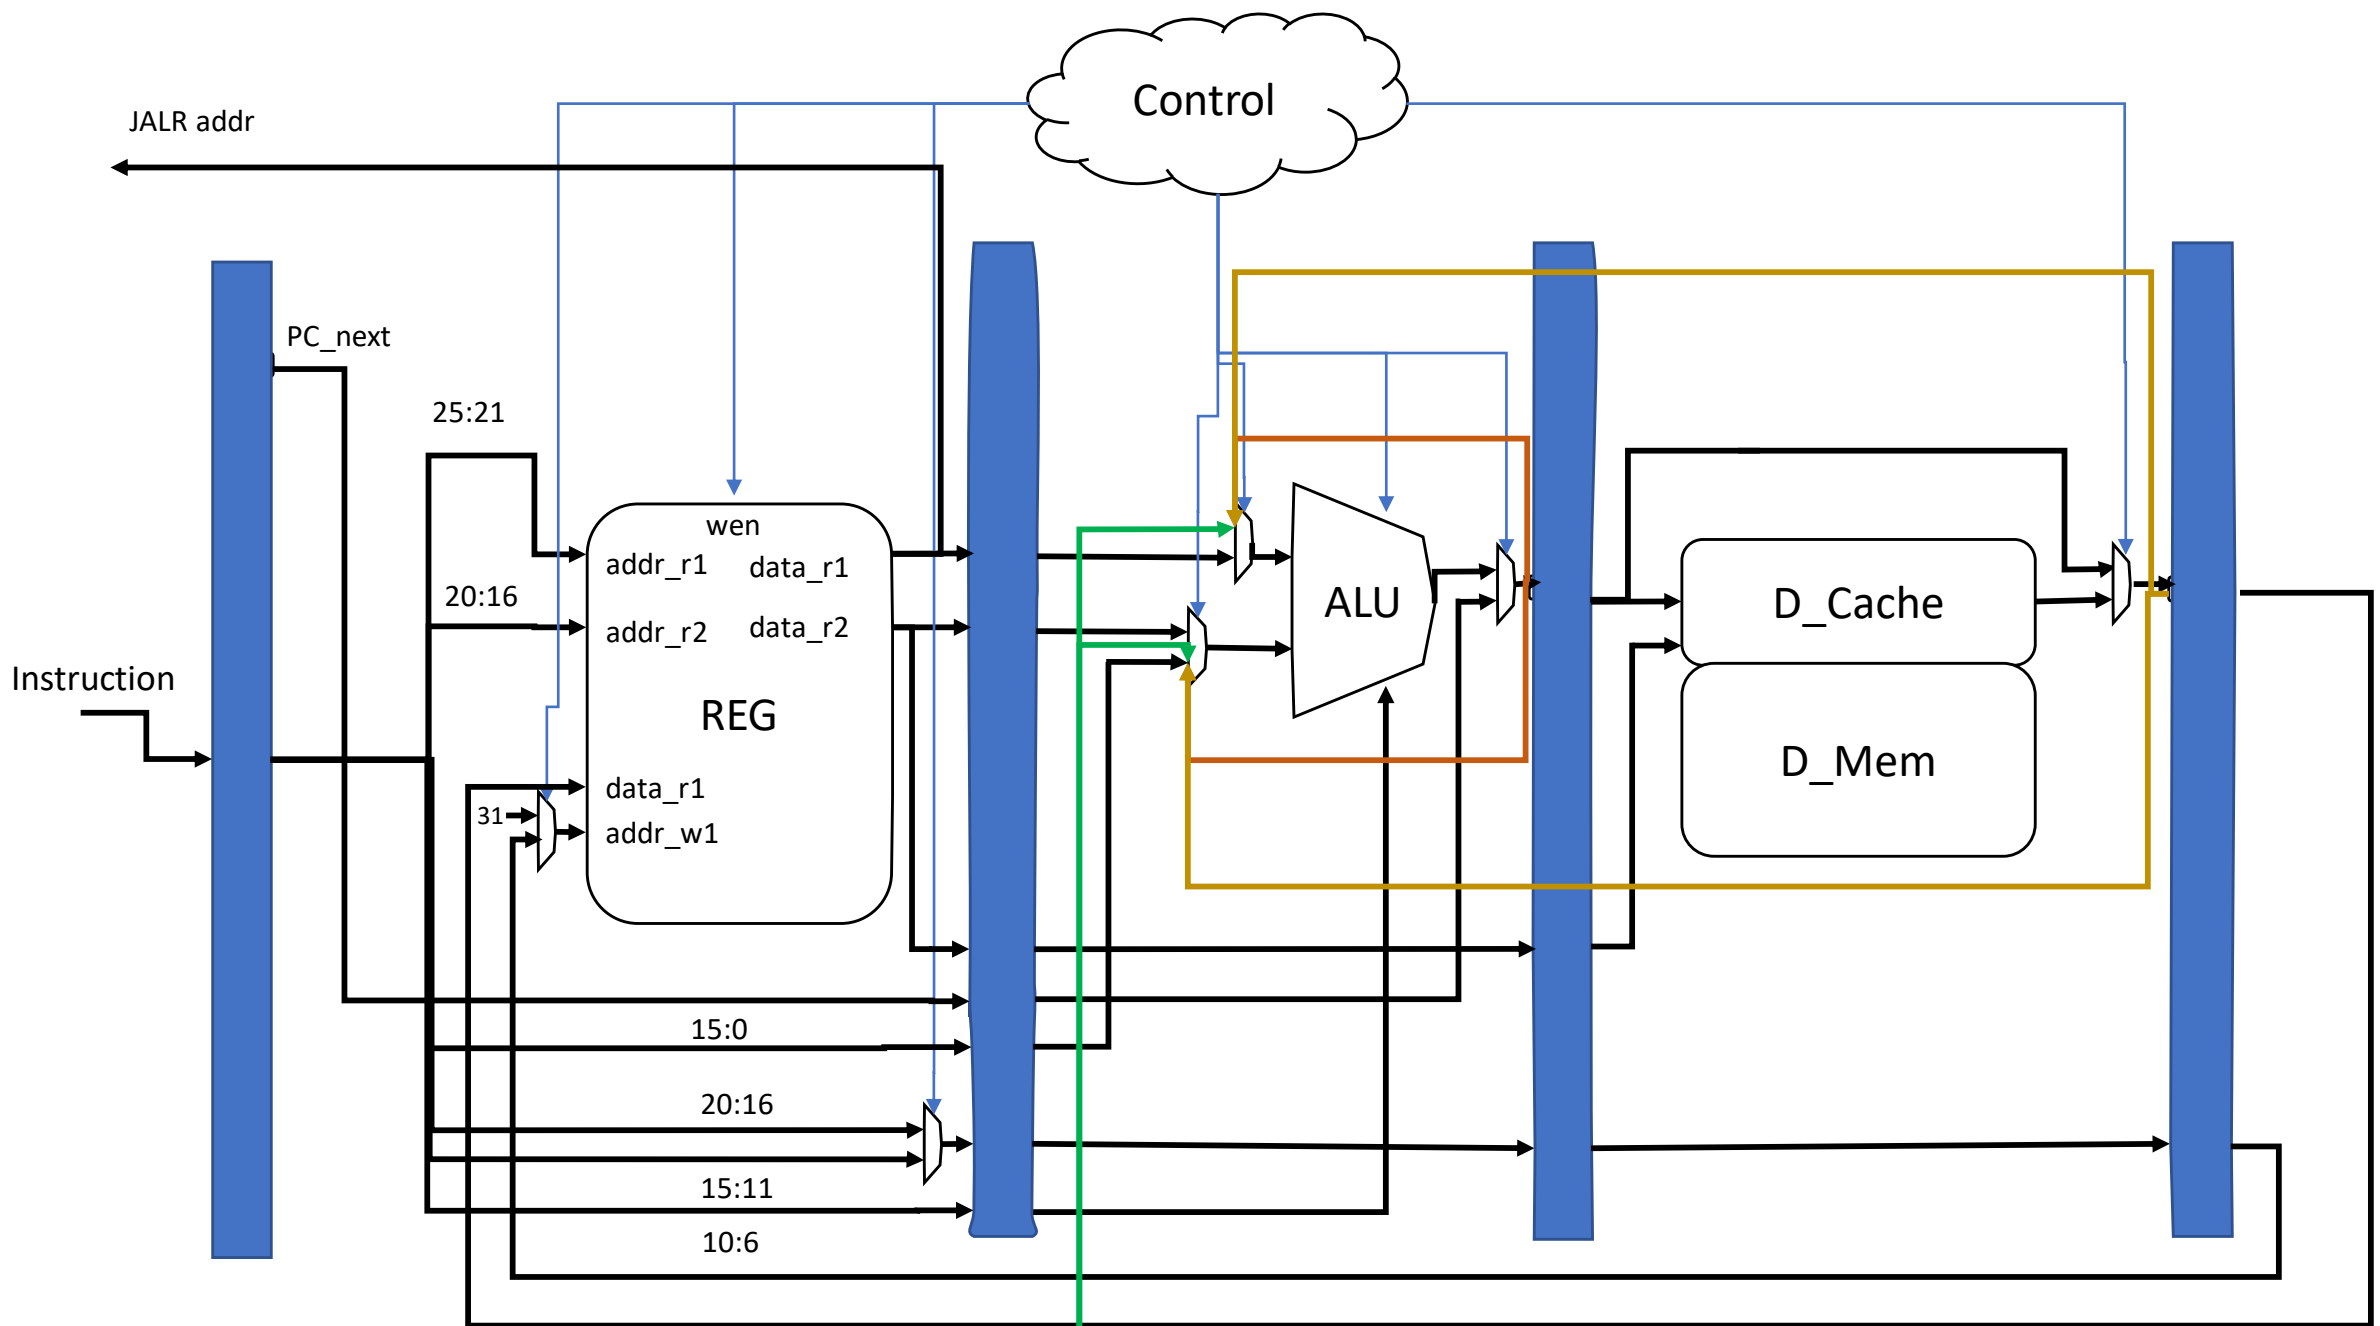 Control
JALR addr
PC_next
25:21
wen
addr_r1
data_r1
20:16
addr_r2
data_r2
ALU
D_Cache
Instruction
REG
D_Mem
data_r1
31
addr_w1
15:0
20:16
15:11
10:6